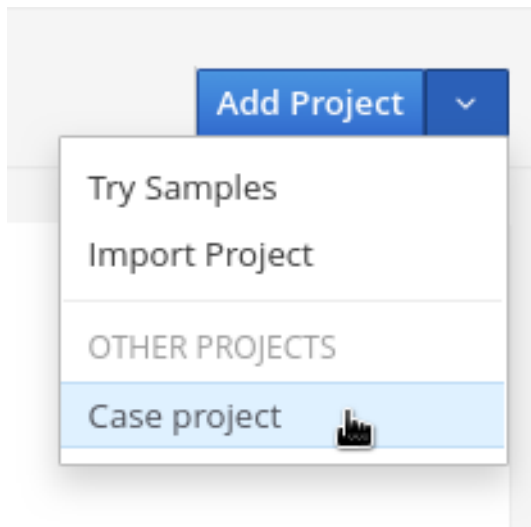 Add Project
Try Samples
Import Project
OTHER PROJECTS
Case project